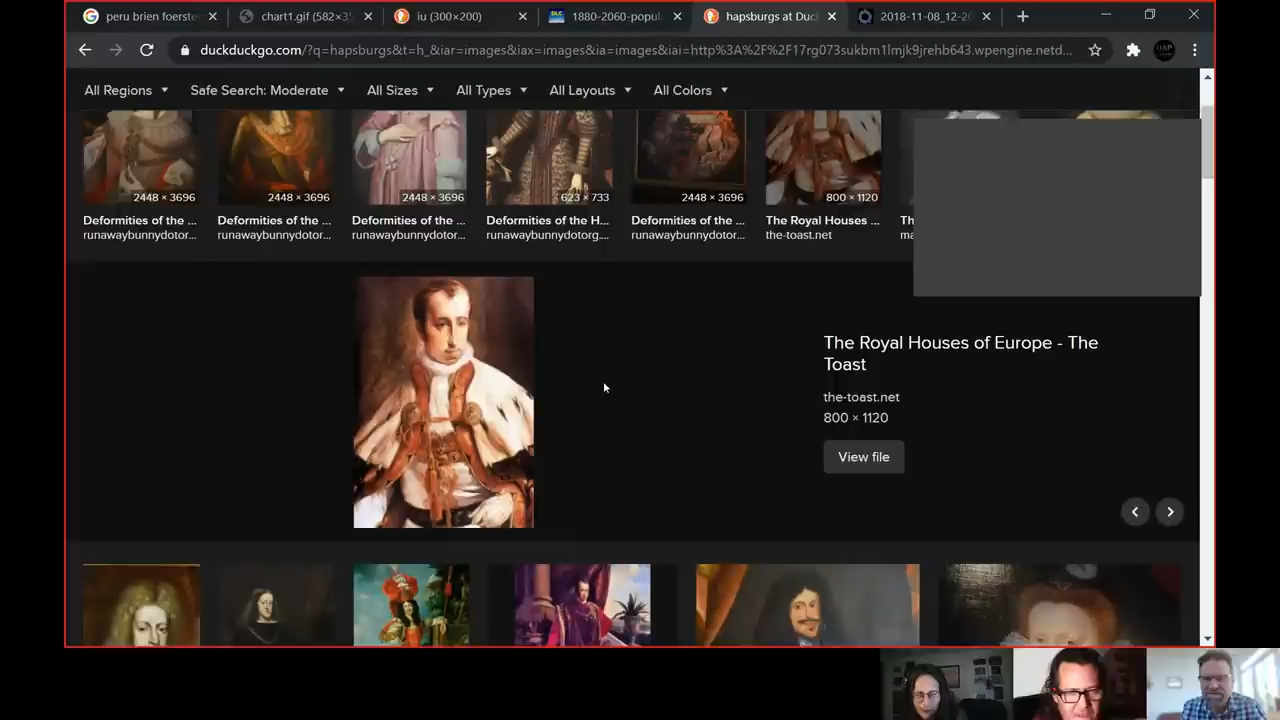 peru brien foerste
chart1.gif (582×35
iu (300×200)
1880-2060-popul
hapsburgs at Duc
2018-11-08_12-20
duckduckgo.com/?q=hapsburgs&t=h_&iar=images&iax=images&ia=images&iai=http%3A%2F%2F17rg073sukbm1lmjk9jrehb643.wpengine.netd...
All Regions
Safe Search: Moderate
All Sizes
All Types
All Layouts
All Colors
2448 × 3696
2448 × 3696
2448 × 3696
623 × 733
2448 × 3696
800 × 1120
Deformities of the ...
Deformities of the ...
Deformities of the ...
Deformities of the H...
Deformities of the ...
The Royal Houses ...
Th
runawaybunnydotor...
runawaybunnydotor...
runawaybunnydotor...
runawaybunnydotorg....
runawaybunnydotor...
the-toast.net
ma
The Royal Houses of Europe - The
Toast
the-toast.net
800 × 1120
View file